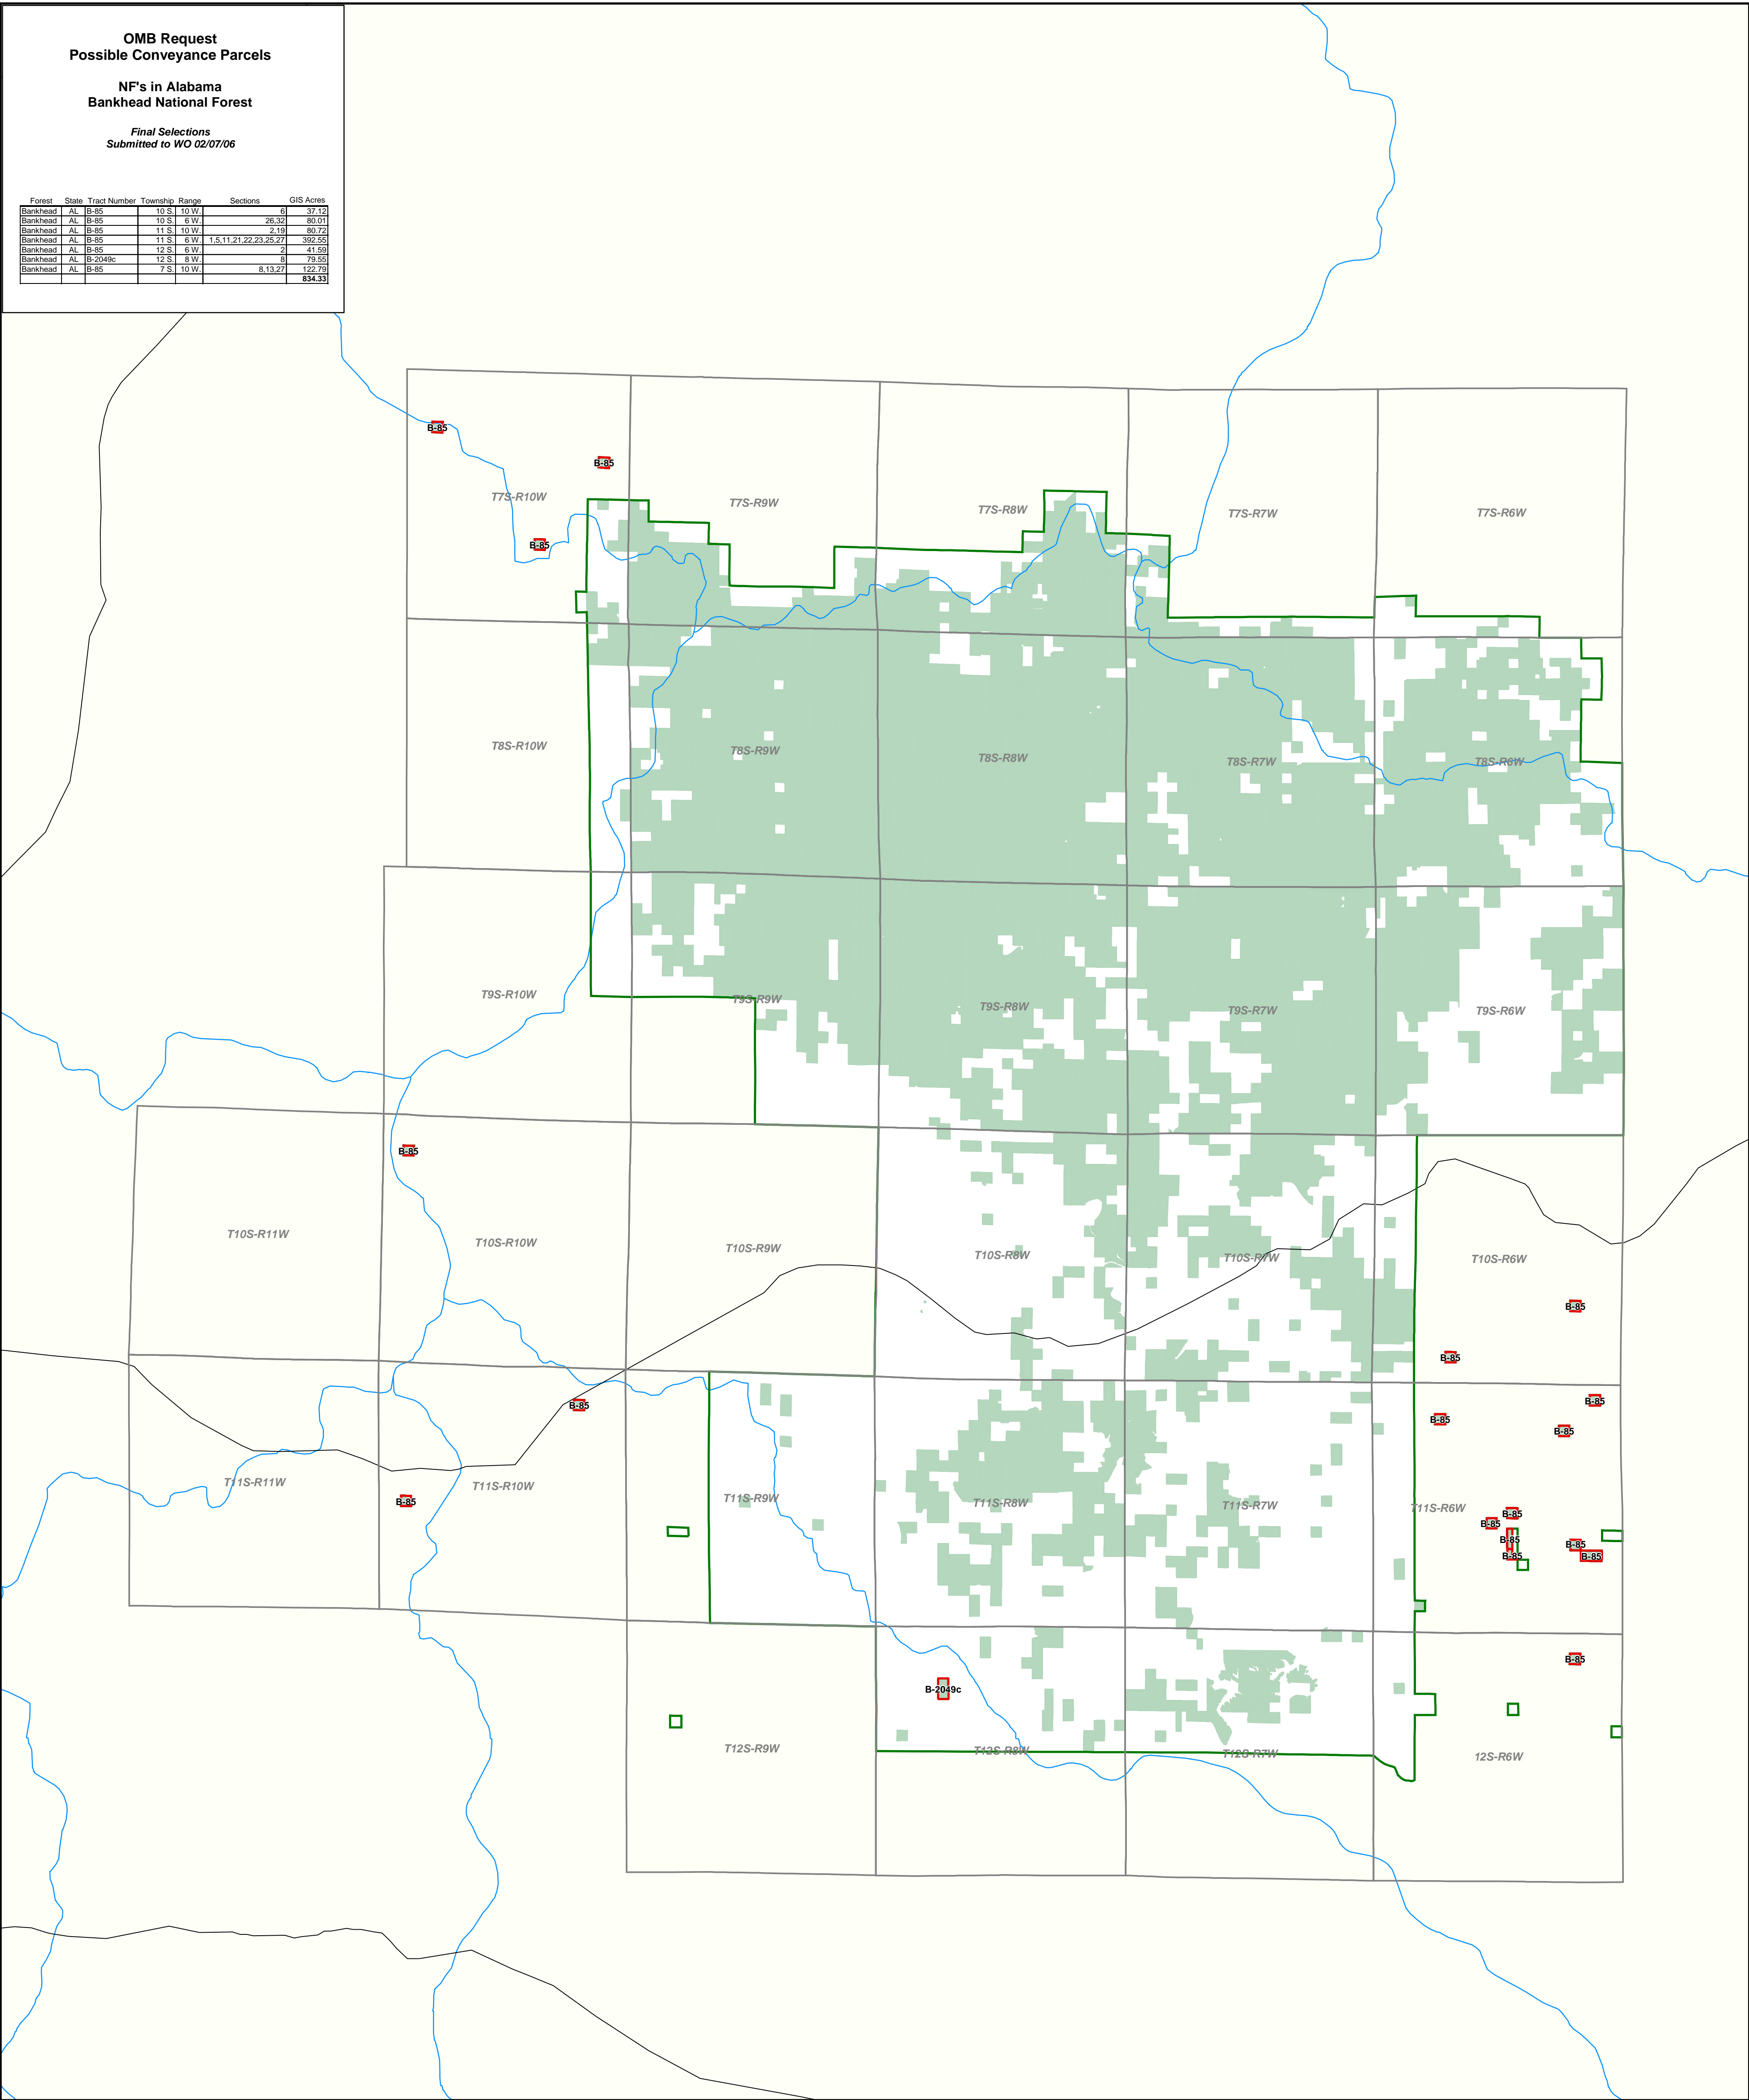 OMB Request
Possible Conveyance Parcels
NF's in Alabama
Bankhead National Forest
Final Selections
Submitted to WO 02/07/06
Forest State Tract Number Township Range Sections GIS Acres
Bankhead AL B-85 10 S. 10 W. 6 37.12
Bankhead AL B-85 10 S. 6 W. 26,32 80.01
Bankhead AL B-85 11 S. 10 W. 2,19 80.72
Bankhead AL B-85 11 S. 6 W. 1,5,11,21,22,23,25,27 392.55
Bankhead AL B-85 12 S. 6 W. 2 41.59
Bankhead AL B-2049c 12 S. 8 W. 8 79.55
Bankhead AL B-85 7 S. 10 W. 8,13,27 122.79
834.33
B-85
B-85
T7S-R10W
T7S-R9W
T7S-R8W
T7S-R7W
T7S-R6W
B-85
T8S-R10W
T8S-R9W
T8S-R8W
T8S-R7W
T8S-R6W
T9S-R10W
T9S-R9W
T9S-R8W
T9S-R7W
T9S-R6W
B-85
T10S-R11W
T10S-R10W
T10S-R9W
T10S-R8W
T10S-R7W
T10S-R6W
B-85
B-85
B-85
B-85
B-85
B-85
T11S-R11W
T11S-R10W
B-85
T11S-R9W
T11S-R8W
T11S-R7W
T11S-R6W
B-85
B-85
B-85
B-85
B-85
B-85
B-85
B-2049c
T12S-R9W
T12S-R8W
T12S-R7W
12S-R6W